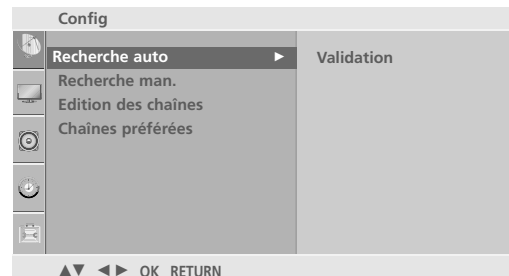 Config
Recherche auto ► Validation
Recherche man.
Edition des chaînes
Chaînes préférées
▲▼ ◄► OK RETURN